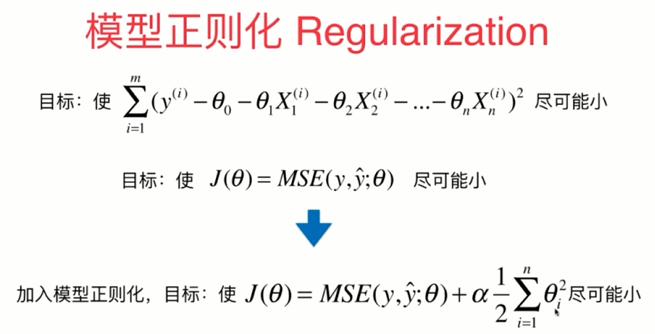 模型正则化 Regularization
目标：使 $\sum_{i=1}^{m}(y^{(i)}-\theta_0-\theta_1X_1^{(i)}-\theta_2X_2^{(i)}-...-\theta_nX_n^{(i)})^2$ 尽可能小
目标：使 $J(\theta)=MSE(y,\hat{y};\theta)$ 尽可能小
加入模型正则化，目标：使 $J(\theta)=MSE(y,\hat{y};\theta)+\alpha\frac{1}{2}\sum_{i=1}^{n}\theta_i^2$ 尽可能小